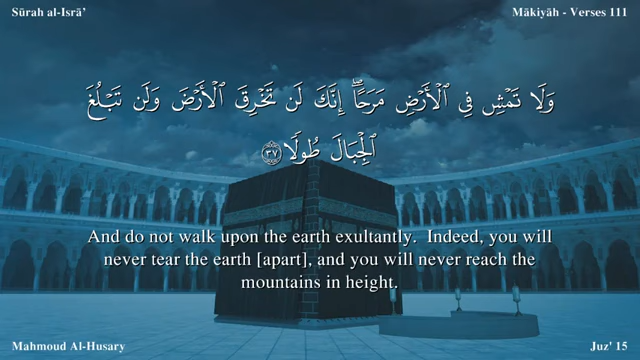 Sūrah al-Isrā’
Mākiyāh - Verses 111
وَلَا تَمْشِ فِى ٱلْأَرْضِ مَرَحًا ۖ إِنَّكَ لَن تَخْرِقَ ٱلْأَرْضَ وَلَن تَبْلُغَ
ٱلْجِبَالَ طُولًا ٣٧
And do not walk upon the earth exultantly. Indeed, you will
never tear the earth [apart], and you will never reach the
mountains in height.
Mahmoud Al-Husary
Juz' 15